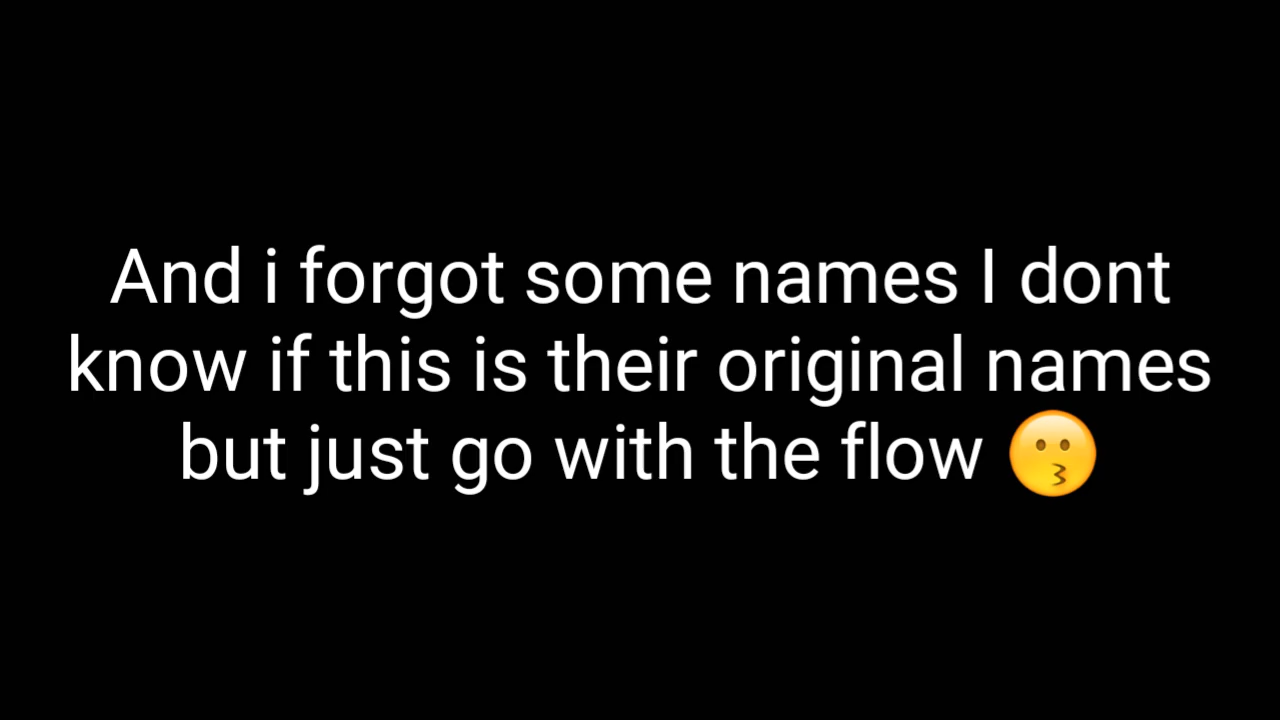 And i forgot some names I dont
know if this is their original names
but just go with the flow 😗